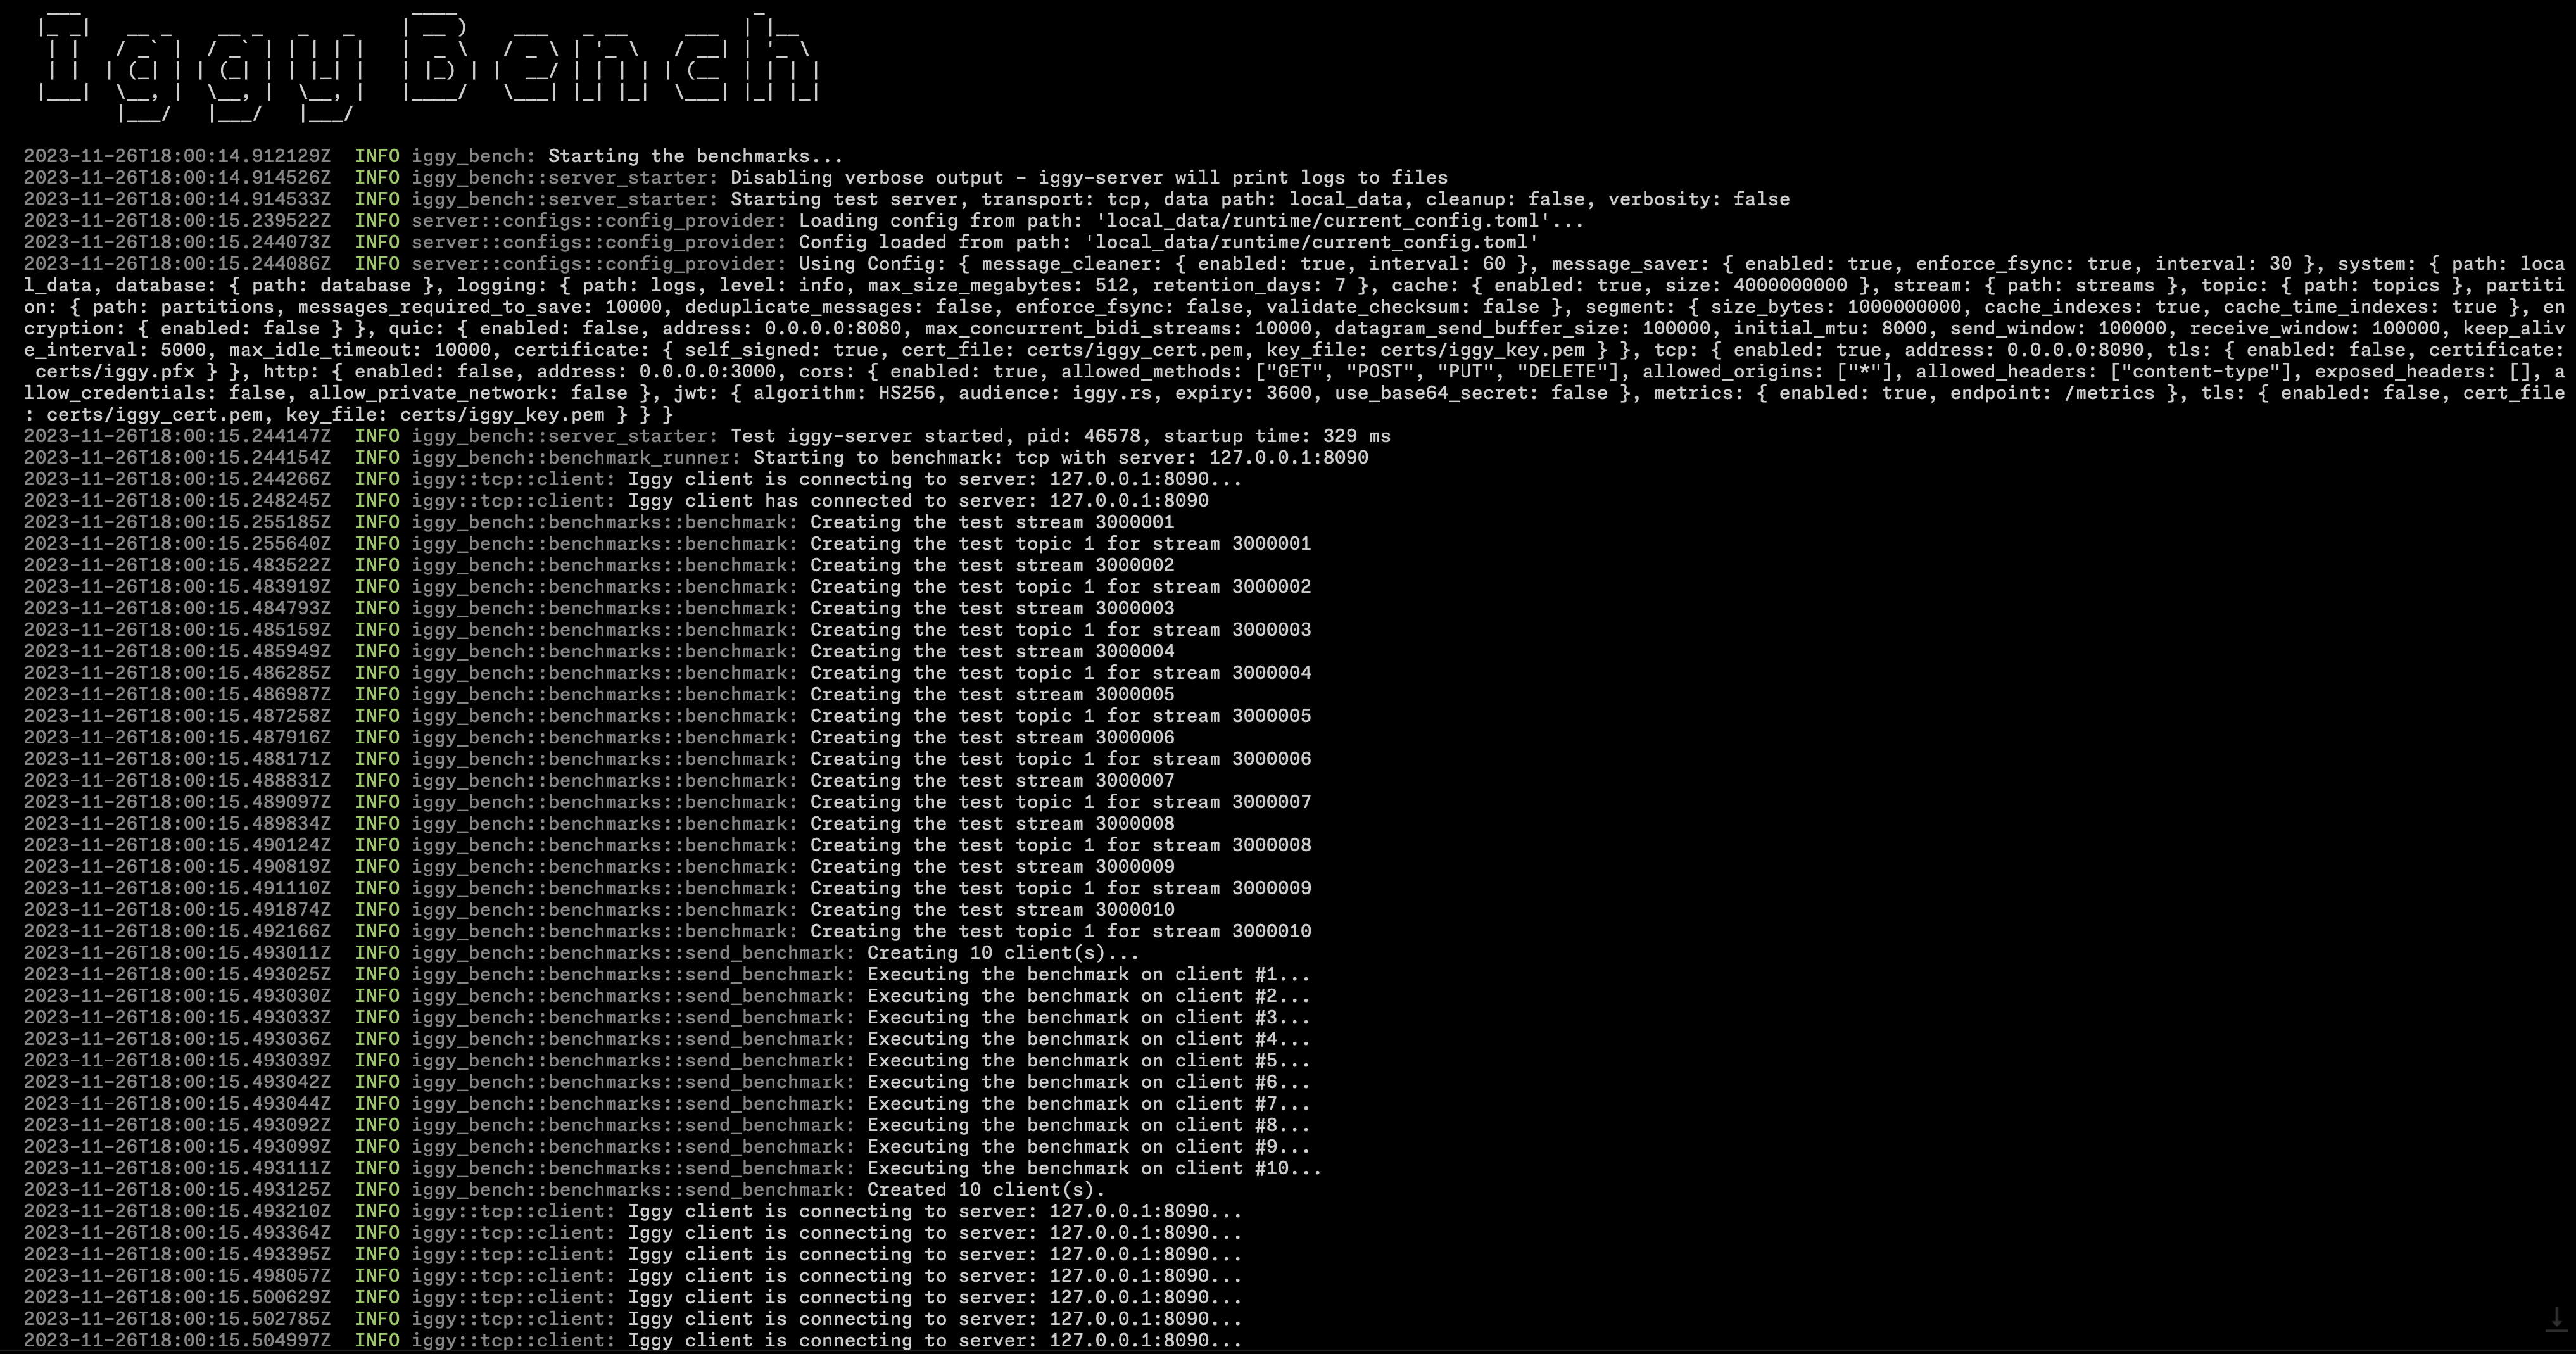 Iggy Bench
2023-11-26T18:00:14.912129Z  INFO iggy_bench: Starting the benchmarks...
2023-11-26T18:00:14.914526Z  INFO iggy_bench::server_starter: Disabling verbose output - iggy-server will print logs to files
2023-11-26T18:00:14.914533Z  INFO iggy_bench::server_starter: Starting test server, transport: tcp, data path: local_data, cleanup: false, verbosity: false
2023-11-26T18:00:15.239522Z  INFO server::configs::config_provider: Loading config from path: 'local_data/runtime/current_config.toml'...
2023-11-26T18:00:15.244073Z  INFO server::configs::config_provider: Config loaded from path: 'local_data/runtime/current_config.toml'
2023-11-26T18:00:15.244086Z  INFO server::configs::config_provider: Using Config: { message_cleaner: { enabled: true, interval: 60 }, message_saver: { enabled: true, enforce_fsync: true, interval: 30 }, system: { path: loca
l_data, database: { path: database }, logging: { path: logs, level: info, max_size_megabytes: 512, retention_days: 7 }, cache: { enabled: true, size: 4000000000 }, stream: { path: streams }, topic: { path: topics }, partiti
on: { path: partitions, messages_required_to_save: 10000, deduplicate_messages: false, enforce_fsync: false, validate_checksum: false }, segment: { size_bytes: 1000000000, cache_indexes: true, cache_time_indexes: true }, en
cryption: { enabled: false } }, quic: { enabled: false, address: 0.0.0.0:8080, max_concurrent_bidi_streams: 10000, datagram_send_buffer_size: 100000, initial_mtu: 8000, send_window: 100000, receive_window: 100000, keep_aliv
e_interval: 5000, max_idle_timeout: 10000, certificate: { self_signed: true, cert_file: certs/iggy_cert.pem, key_file: certs/iggy_key.pem } }, tcp: { enabled: true, address: 0.0.0.0:8090, tls: { enabled: false, certificate:
 certs/iggy.pfx } }, http: { enabled: false, address: 0.0.0.0:3000, cors: { enabled: true, allowed_methods: ["GET", "POST", "PUT", "DELETE"], allowed_origins: ["*"], allowed_headers: ["content-type"], exposed_headers: [], a
llow_credentials: false, allow_private_network: false }, jwt: { algorithm: HS256, audience: iggy.rs, expiry: 3600, use_base64_secret: false }, metrics: { enabled: true, endpoint: /metrics }, tls: { enabled: false, cert_file
: certs/iggy_cert.pem, key_file: certs/iggy_key.pem } } }
2023-11-26T18:00:15.244147Z  INFO iggy_bench::server_starter: Test iggy-server started, pid: 46578, startup time: 329 ms
2023-11-26T18:00:15.244154Z  INFO iggy_bench::benchmark_runner: Starting to benchmark: tcp with server: 127.0.0.1:8090
2023-11-26T18:00:15.244266Z  INFO iggy::tcp::client: Iggy client is connecting to server: 127.0.0.1:8090...
2023-11-26T18:00:15.248245Z  INFO iggy::tcp::client: Iggy client has connected to server: 127.0.0.1:8090
2023-11-26T18:00:15.255185Z  INFO iggy_bench::benchmarks::benchmark: Creating the test stream 3000001
2023-11-26T18:00:15.255640Z  INFO iggy_bench::benchmarks::benchmark: Creating the test topic 1 for stream 3000001
2023-11-26T18:00:15.483522Z  INFO iggy_bench::benchmarks::benchmark: Creating the test stream 3000002
2023-11-26T18:00:15.483919Z  INFO iggy_bench::benchmarks::benchmark: Creating the test topic 1 for stream 3000002
2023-11-26T18:00:15.484793Z  INFO iggy_bench::benchmarks::benchmark: Creating the test stream 3000003
2023-11-26T18:00:15.485159Z  INFO iggy_bench::benchmarks::benchmark: Creating the test topic 1 for stream 3000003
2023-11-26T18:00:15.485949Z  INFO iggy_bench::benchmarks::benchmark: Creating the test stream 3000004
2023-11-26T18:00:15.486285Z  INFO iggy_bench::benchmarks::benchmark: Creating the test topic 1 for stream 3000004
2023-11-26T18:00:15.486987Z  INFO iggy_bench::benchmarks::benchmark: Creating the test stream 3000005
2023-11-26T18:00:15.487258Z  INFO iggy_bench::benchmarks::benchmark: Creating the test topic 1 for stream 3000005
2023-11-26T18:00:15.487916Z  INFO iggy_bench::benchmarks::benchmark: Creating the test stream 3000006
2023-11-26T18:00:15.488171Z  INFO iggy_bench::benchmarks::benchmark: Creating the test topic 1 for stream 3000006
2023-11-26T18:00:15.488831Z  INFO iggy_bench::benchmarks::benchmark: Creating the test stream 3000007
2023-11-26T18:00:15.489097Z  INFO iggy_bench::benchmarks::benchmark: Creating the test topic 1 for stream 3000007
2023-11-26T18:00:15.489834Z  INFO iggy_bench::benchmarks::benchmark: Creating the test stream 3000008
2023-11-26T18:00:15.490124Z  INFO iggy_bench::benchmarks::benchmark: Creating the test topic 1 for stream 3000008
2023-11-26T18:00:15.490819Z  INFO iggy_bench::benchmarks::benchmark: Creating the test stream 3000009
2023-11-26T18:00:15.491110Z  INFO iggy_bench::benchmarks::benchmark: Creating the test topic 1 for stream 3000009
2023-11-26T18:00:15.491874Z  INFO iggy_bench::benchmarks::benchmark: Creating the test stream 3000010
2023-11-26T18:00:15.492166Z  INFO iggy_bench::benchmarks::benchmark: Creating the test topic 1 for stream 3000010
2023-11-26T18:00:15.493011Z  INFO iggy_bench::benchmarks::send_benchmark: Creating 10 client(s)...
2023-11-26T18:00:15.493025Z  INFO iggy_bench::benchmarks::send_benchmark: Executing the benchmark on client #1...
2023-11-26T18:00:15.493030Z  INFO iggy_bench::benchmarks::send_benchmark: Executing the benchmark on client #2...
2023-11-26T18:00:15.493033Z  INFO iggy_bench::benchmarks::send_benchmark: Executing the benchmark on client #3...
2023-11-26T18:00:15.493036Z  INFO iggy_bench::benchmarks::send_benchmark: Executing the benchmark on client #4...
2023-11-26T18:00:15.493039Z  INFO iggy_bench::benchmarks::send_benchmark: Executing the benchmark on client #5...
2023-11-26T18:00:15.493042Z  INFO iggy_bench::benchmarks::send_benchmark: Executing the benchmark on client #6...
2023-11-26T18:00:15.493044Z  INFO iggy_bench::benchmarks::send_benchmark: Executing the benchmark on client #7...
2023-11-26T18:00:15.493092Z  INFO iggy_bench::benchmarks::send_benchmark: Executing the benchmark on client #8...
2023-11-26T18:00:15.493099Z  INFO iggy_bench::benchmarks::send_benchmark: Executing the benchmark on client #9...
2023-11-26T18:00:15.493111Z  INFO iggy_bench::benchmarks::send_benchmark: Executing the benchmark on client #10...
2023-11-26T18:00:15.493125Z  INFO iggy_bench::benchmarks::send_benchmark: Created 10 client(s).
2023-11-26T18:00:15.493210Z  INFO iggy::tcp::client: Iggy client is connecting to server: 127.0.0.1:8090...
2023-11-26T18:00:15.493364Z  INFO iggy::tcp::client: Iggy client is connecting to server: 127.0.0.1:8090...
2023-11-26T18:00:15.493395Z  INFO iggy::tcp::client: Iggy client is connecting to server: 127.0.0.1:8090...
2023-11-26T18:00:15.498057Z  INFO iggy::tcp::client: Iggy client is connecting to server: 127.0.0.1:8090...
2023-11-26T18:00:15.500629Z  INFO iggy::tcp::client: Iggy client is connecting to server: 127.0.0.1:8090...
2023-11-26T18:00:15.502785Z  INFO iggy::tcp::client: Iggy client is connecting to server: 127.0.0.1:8090...
2023-11-26T18:00:15.504997Z  INFO iggy::tcp::client: Iggy client is connecting to server: 127.0.0.1:8090...